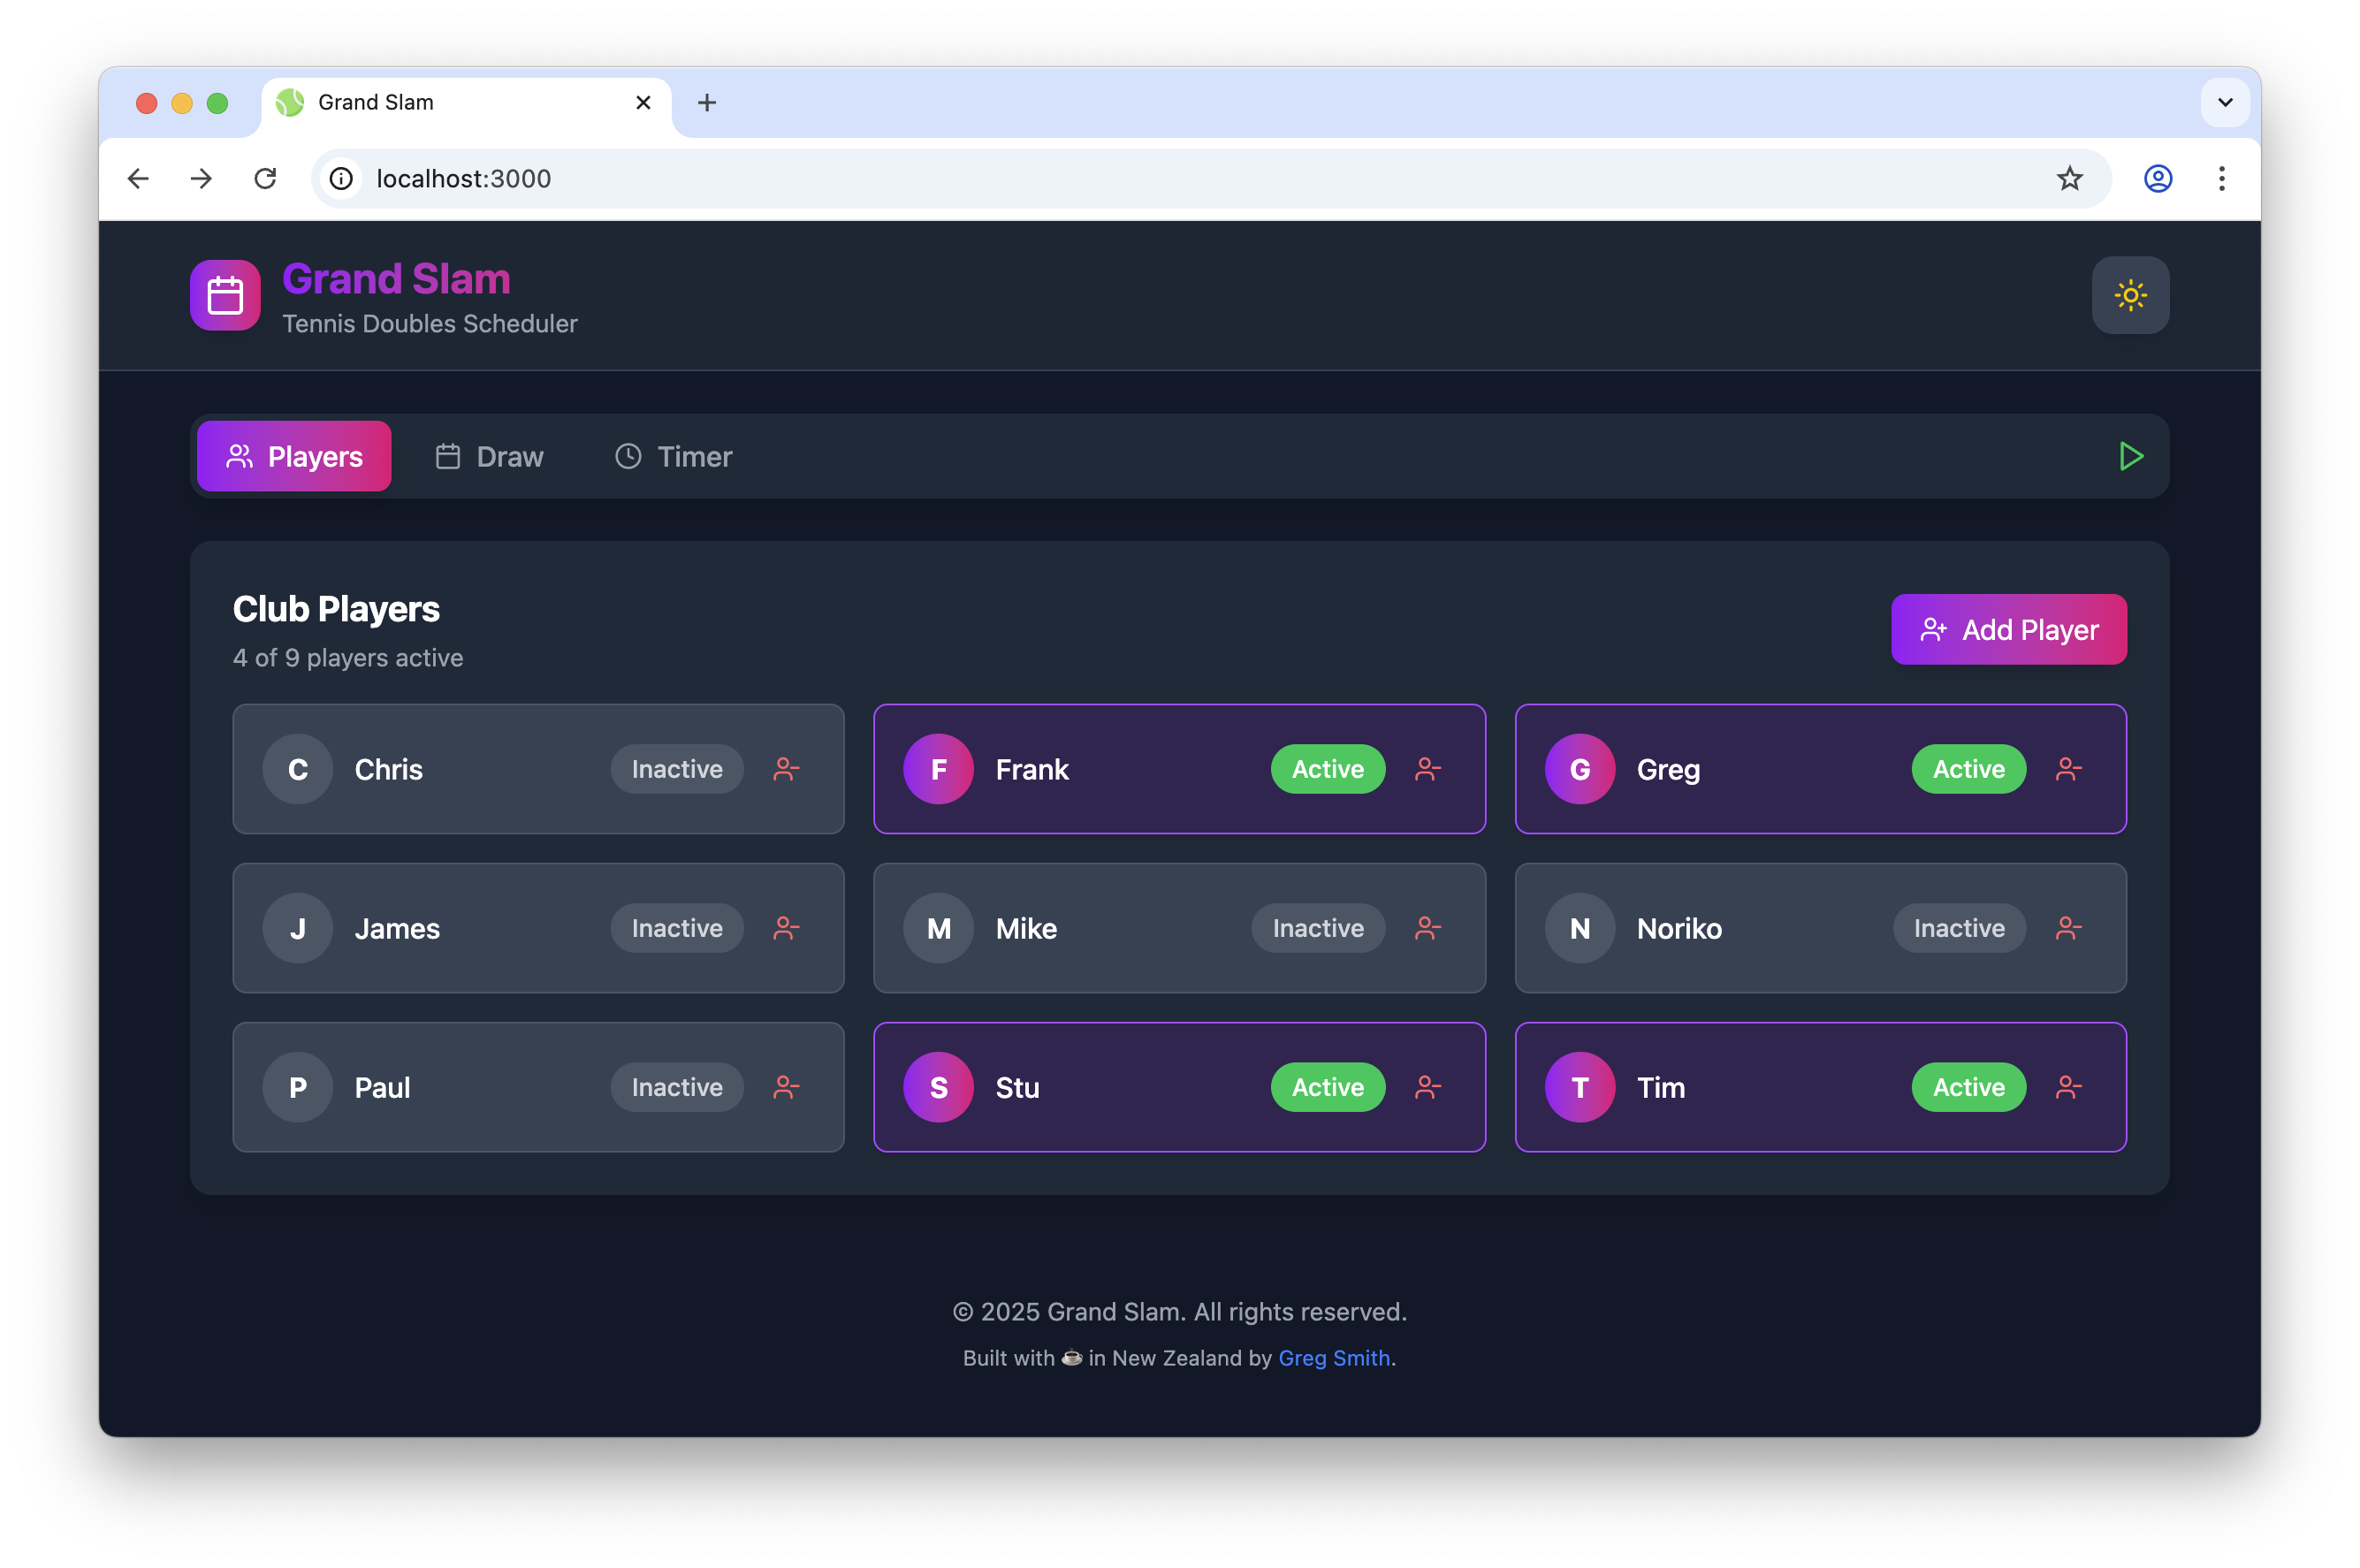 Grand Slam
localhost:3000
Grand Slam
Tennis Doubles Scheduler
Players Draw Timer
Club Players
4 of 9 players active
Add Player
C Chris Inactive
F Frank Active
G Greg Active
J James Inactive
M Mike Inactive
N Noriko Inactive
P Paul Inactive
S Stu Active
T Tim Active
© 2025 Grand Slam. All rights reserved.
Built with ☕ in New Zealand by Greg Smith.